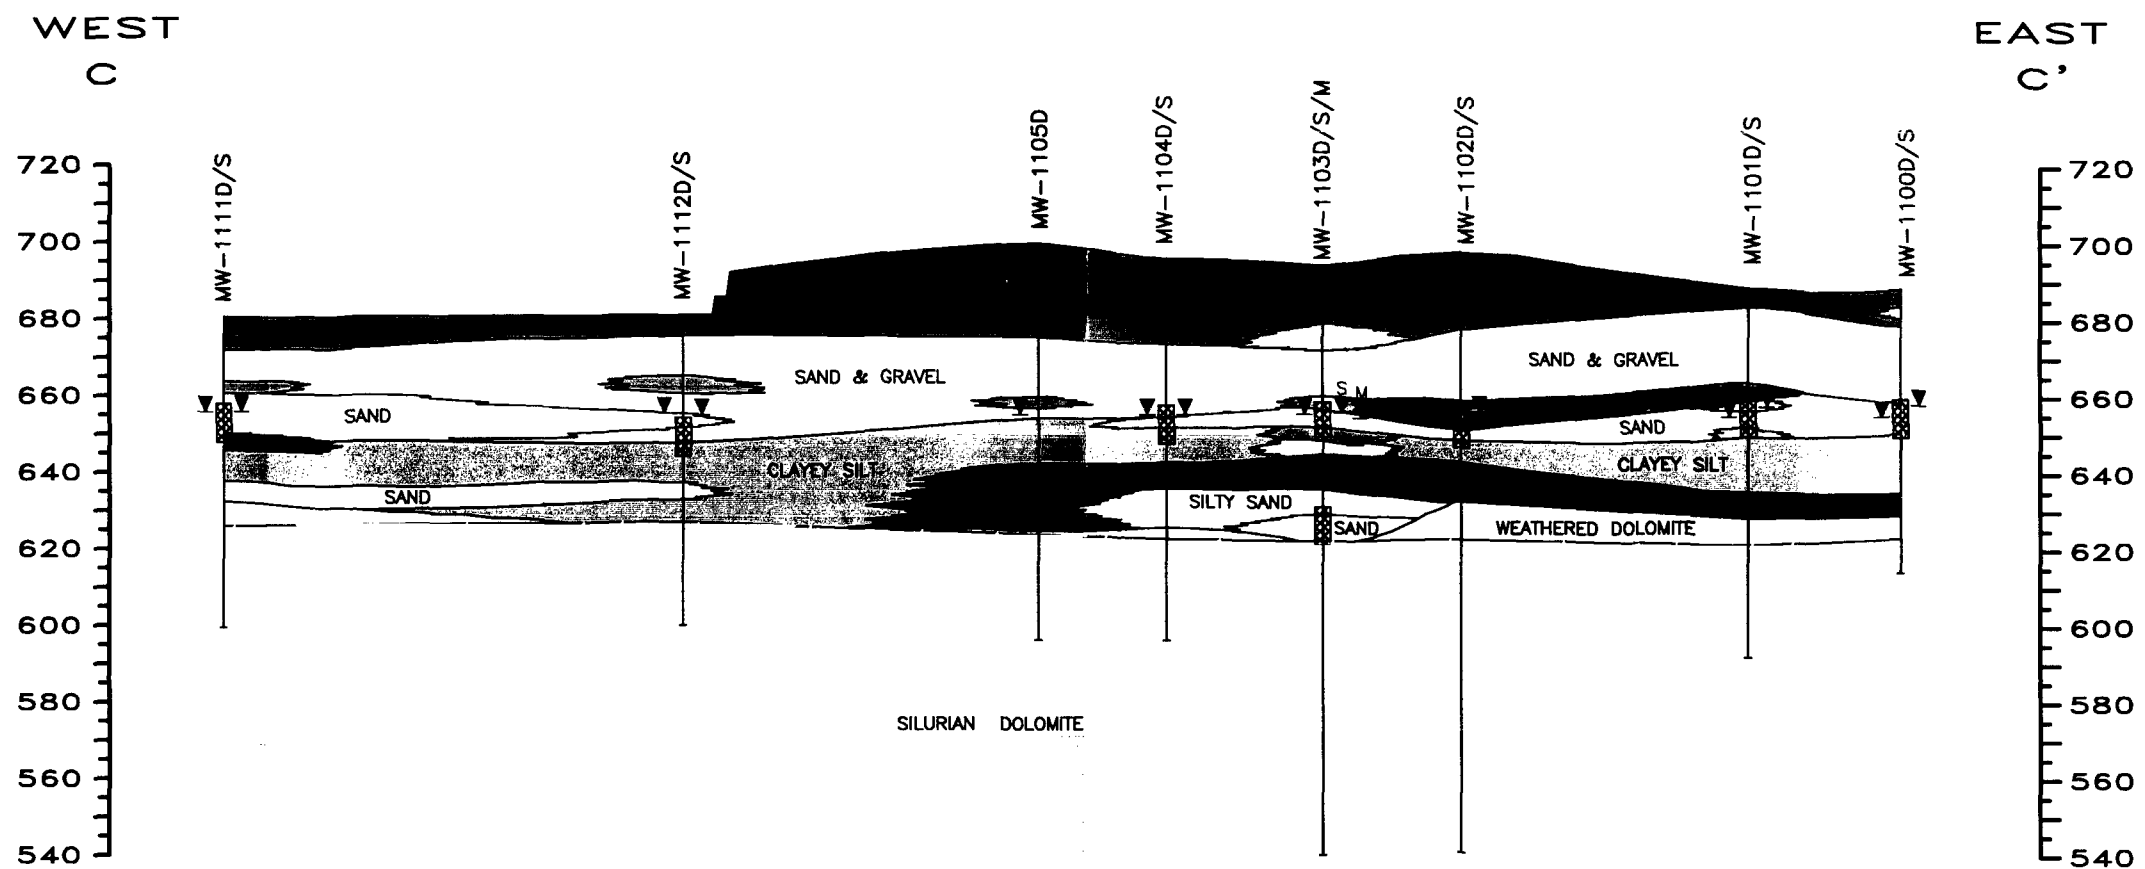 WEST
EAST
C
C'
MW-1111D/S
MW-1112D/S
MW-1105D
MW-1104D/S
MW-1103D/S/M
MW-1102D/S
MW-1101D/S
MW-1100D/S
720
700
680
660
640
620
600
580
560
540
720
700
680
660
640
620
600
580
560
540
SAND & GRAVEL
SAND & GRAVEL
S M
SAND
SAND
CLAYEY SILT
CLAYEY SILT
SAND
SILTY SAND
SAND
WEATHERED DOLOMITE
SILURIAN DOLOMITE